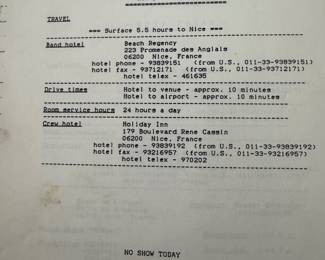 ==========================
TRAVEL
=== Surface 5.5 hours to Nice ===
Band hotel Beach Regency
223 Promenade des Anglais
06200 Nice, France
hotel phone - 93839151 (from U.S., 011-33-93839151)
hotel fax - 93712171 (from U.S., 011-33-93712171)
hotel telex - 461635
Drive times Hotel to venue - approx. 10 minutes
Hotel to airport - approx. 10 minutes
Room service hours 24 hours a day
Crew hotel Holiday Inn
179 Boulevard Rene Cassin
06200 Nice, France
hotel phone - 83839192 (from U.S., 011-33-93839192)
hotel fax - 93216957 (from U.S., 011-33-93216957)
hotel telex - 970202
NO SHOW TODAY